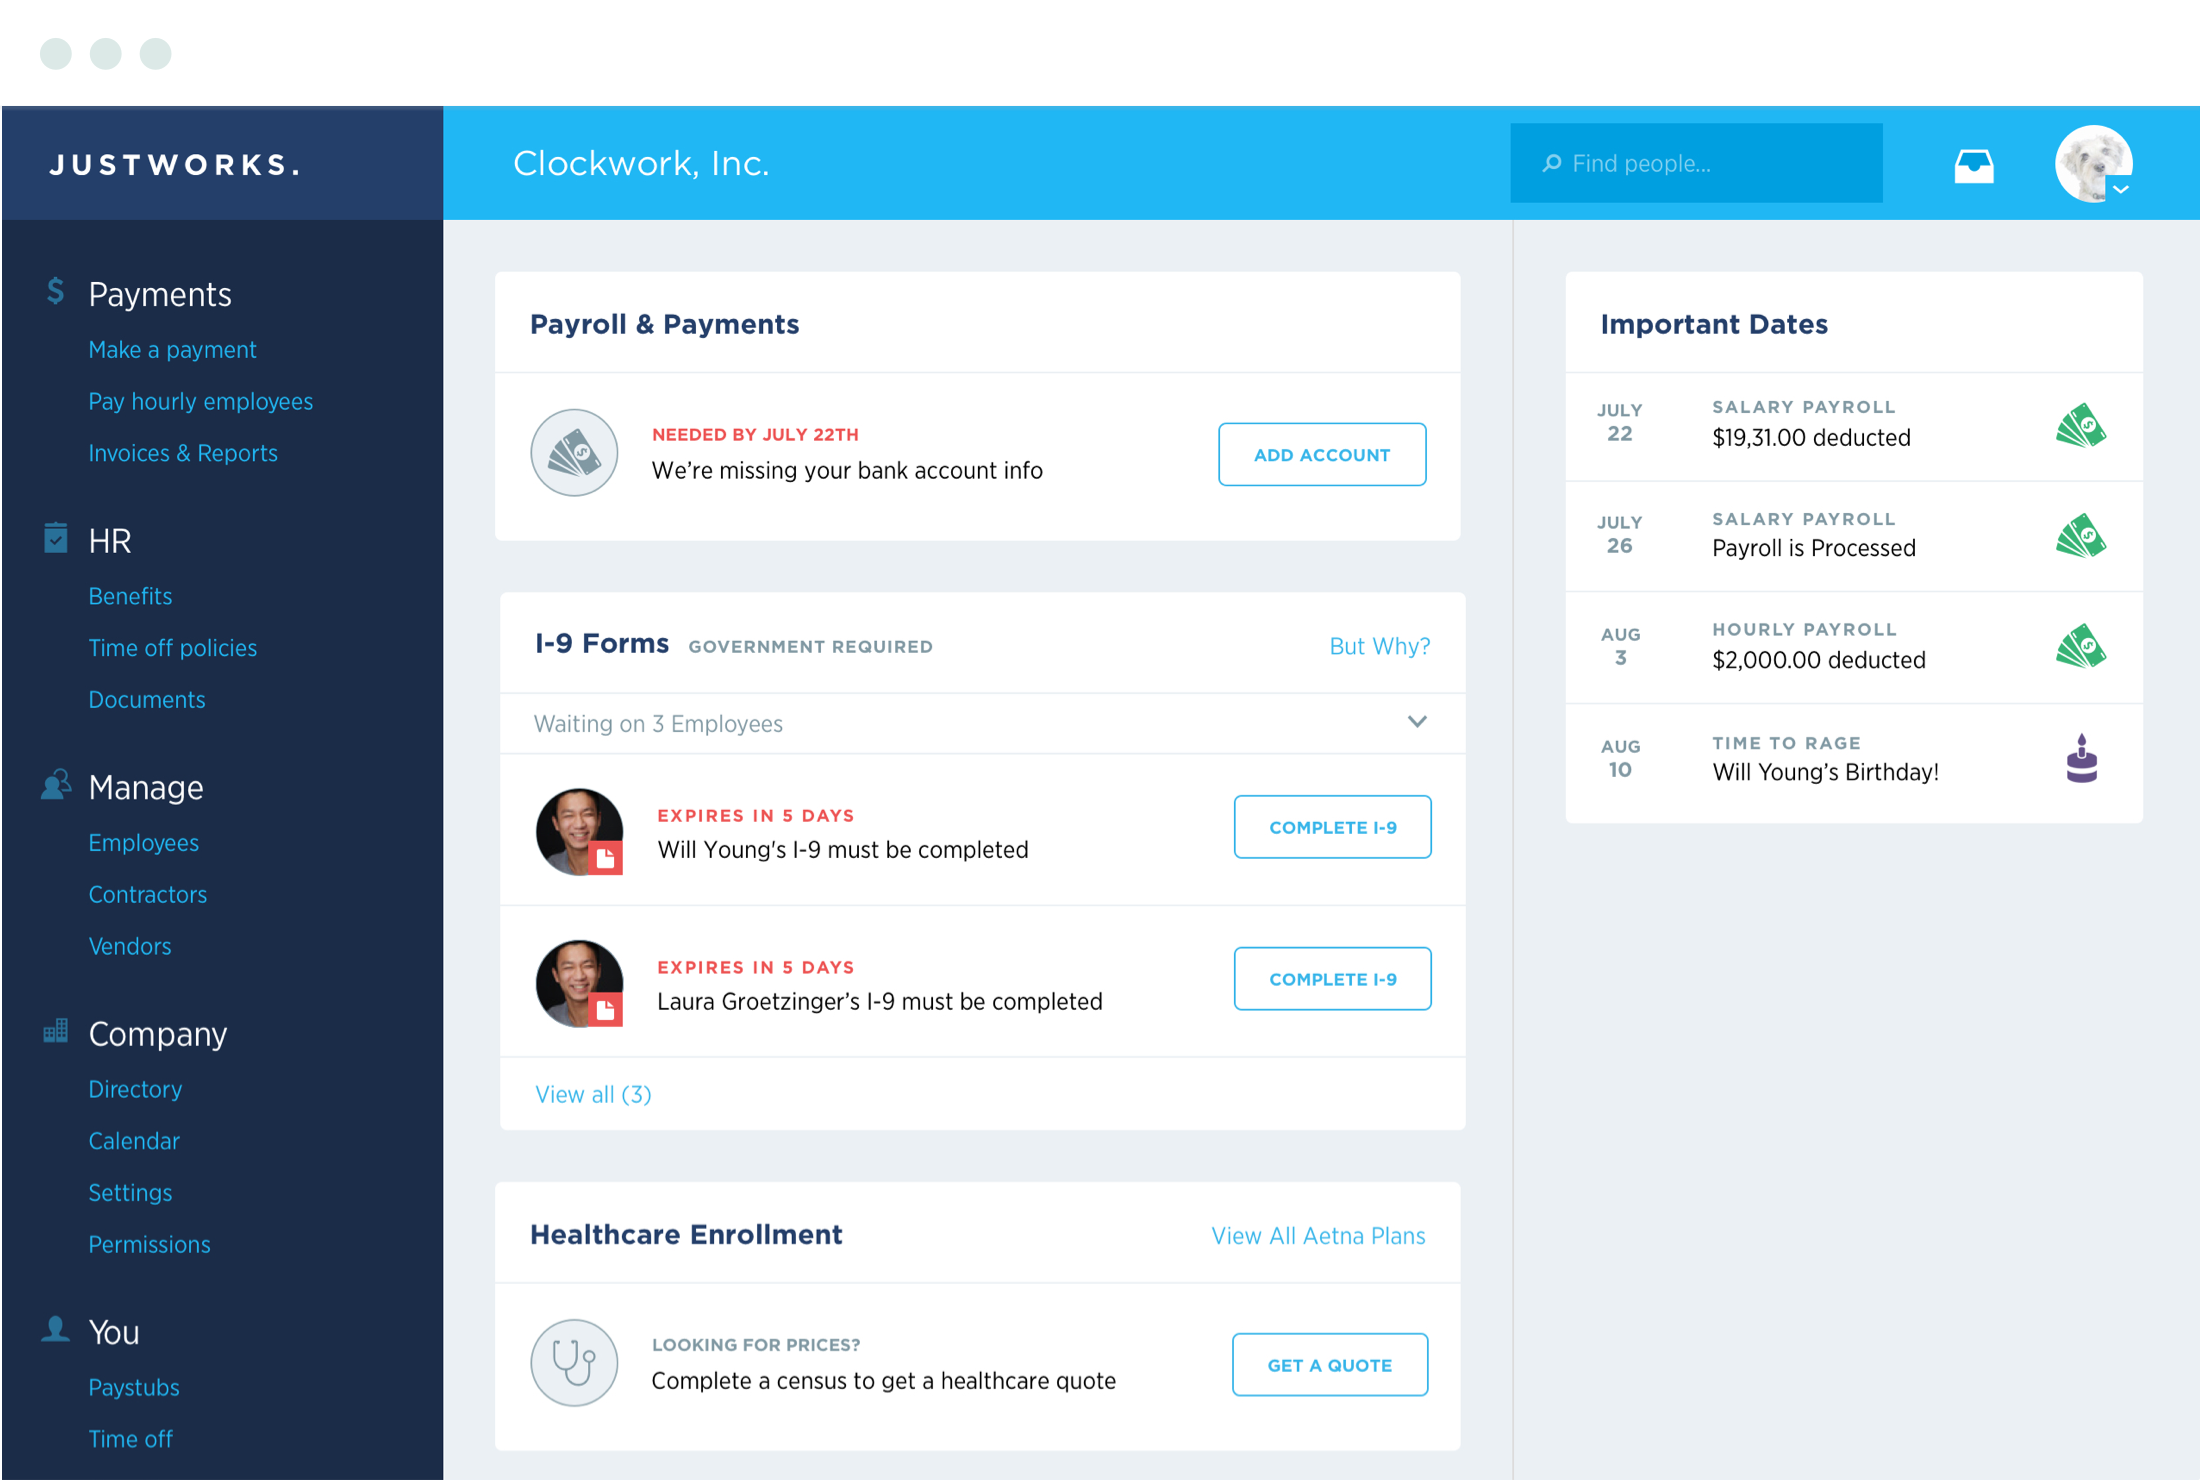 JUSTWORKS.
Clockwork, Inc.
Find people...
Payments
Make a payment
Pay hourly employees
Invoices & Reports
HR
Benefits
Time off policies
Documents
Manage
Employees
Contractors
Vendors
Company
Directory
Calendar
Settings
Permissions
You
Paystubs
Time off
Payroll & Payments
NEEDED BY JULY 22TH
We’re missing your bank account info
ADD ACCOUNT
I-9 Forms GOVERNMENT REQUIRED
But Why?
Waiting on 3 Employees
EXPIRES IN 5 DAYS
Will Young's I-9 must be completed
COMPLETE I-9
EXPIRES IN 5 DAYS
Laura Groetzinger’s I-9 must be completed
COMPLETE I-9
View all (3)
Healthcare Enrollment
View All Aetna Plans
LOOKING FOR PRICES?
Complete a census to get a healthcare quote
GET A QUOTE
Important Dates
JULY
22
SALARY PAYROLL
$19,31.00 deducted
JULY
26
SALARY PAYROLL
Payroll is Processed
AUG
3
HOURLY PAYROLL
$2,000.00 deducted
AUG
10
TIME TO RAGE
Will Young’s Birthday!